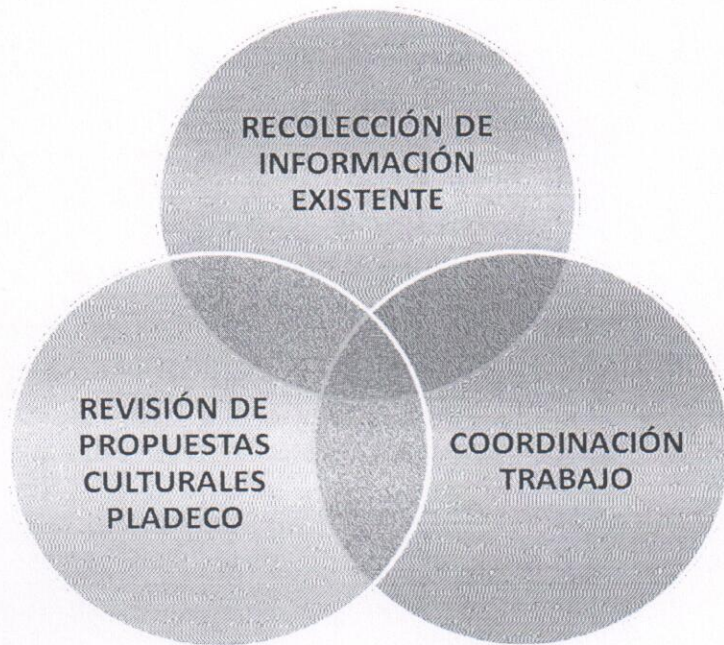 RECOLECCIÓN DE
INFORMACIÓN
EXISTENTE
REVISIÓN DE
PROPUESTAS
CULTURALES
PLADECO
COORDINACIÓN
TRABAJO